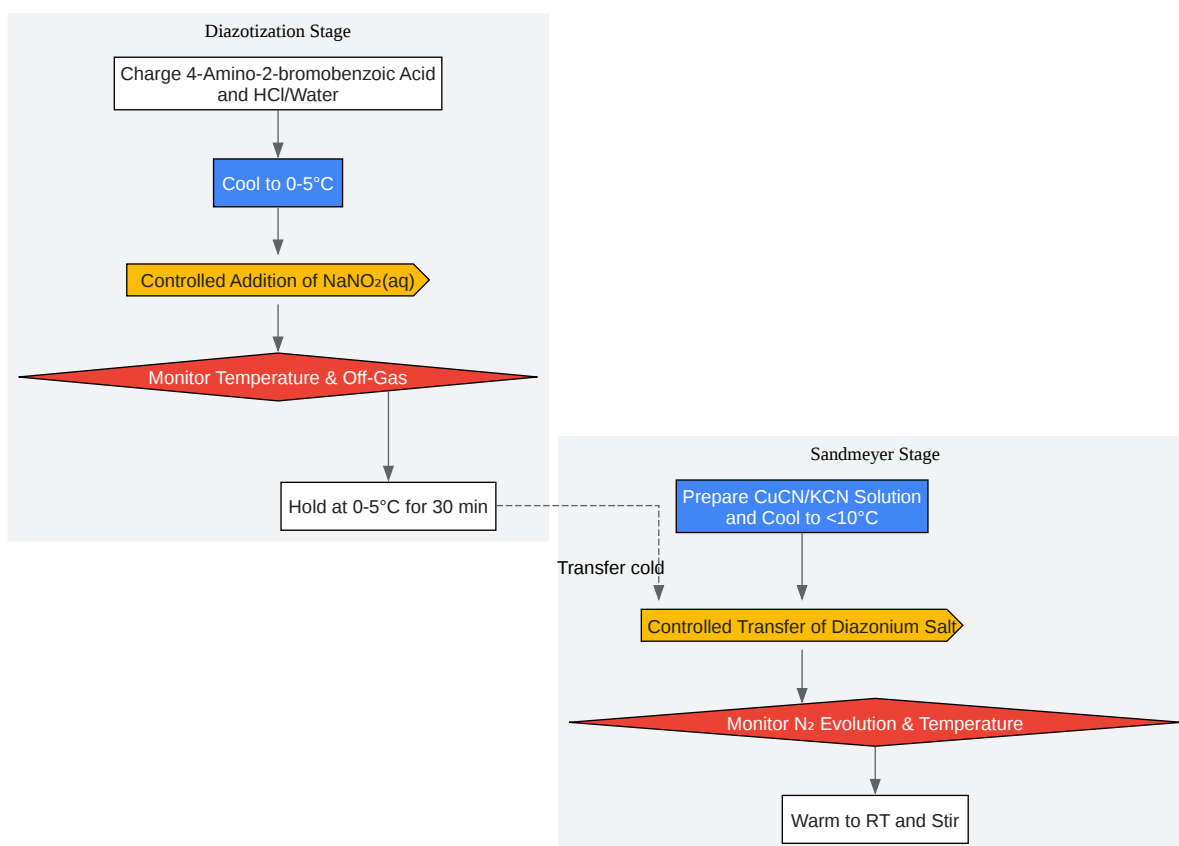 Diazotization Stage
Charge 4-Amino-2-bromobenzoic Acid
and HCl/Water
Cool to 0-5°C
Controlled Addition of NaNO₂(aq)
Monitor Temperature & Off-Gas
Hold at 0-5°C for 30 min
Transfer cold
Sandmeyer Stage
Prepare CuCN/KCN Solution
and Cool to <10°C
Controlled Transfer of Diazonium Salt
Monitor N₂ Evolution & Temperature
Warm to RT and Stir